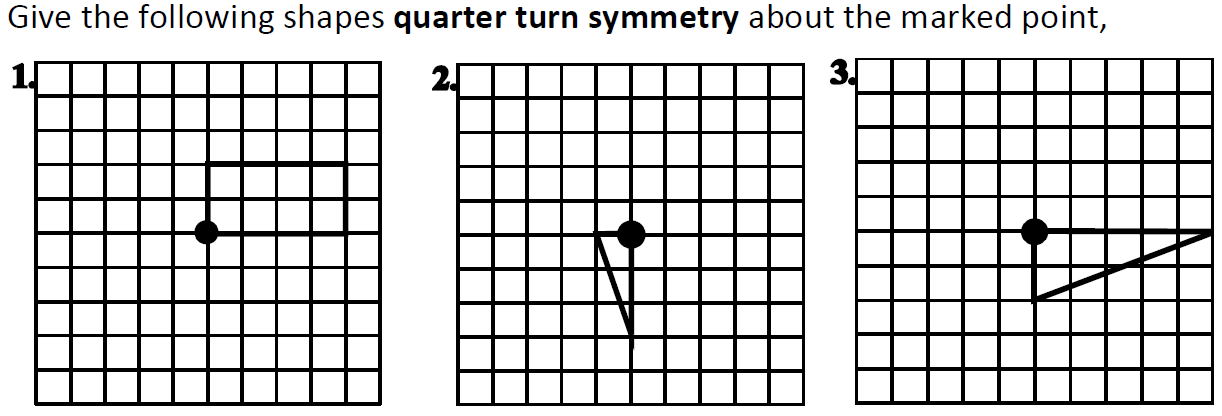 Give the following shapes quarter turn symmetry about the marked point,
1. 2. 3.